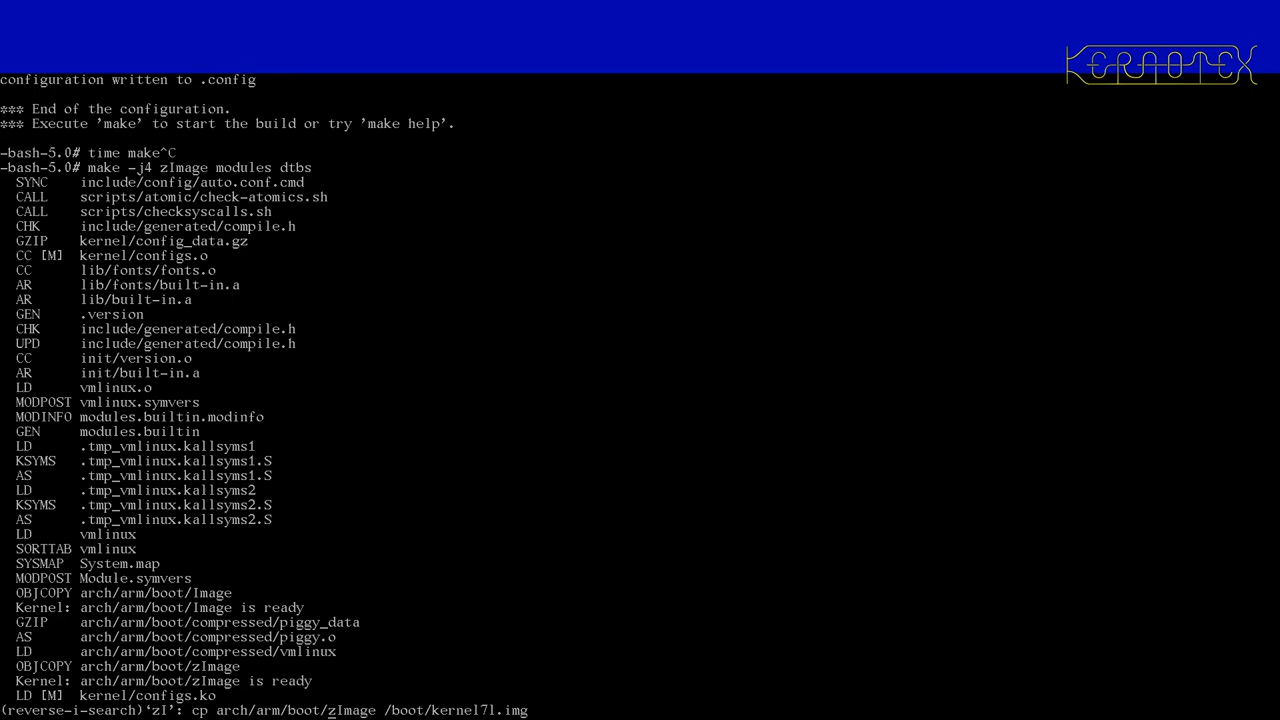 KERNOTEX
configuration written to .config
*** End of the configuration.
*** Execute 'make' to start the build or try 'make help'.
-bash-5.0# time make^C
-bash-5.0# make -j4 zImage modules dtbs
SYNC include/config/auto.conf.cmd
CALL scripts/atomic/check-atomics.sh
CALL scripts/checksyscalls.sh
CHK include/generated/compile.h
GZIP kernel/config_data.gz
CC [M] kernel/configs.o
CC lib/fonts/fonts.o
AR lib/fonts/built-in.a
AR lib/built-in.a
GEN .version
CHK include/generated/compile.h
UPD include/generated/compile.h
CC init/version.o
AR init/built-in.a
LD vmlinux.o
MODPOST vmlinux.symvers
MODINFO modules.builtin.modinfo
GEN modules.builtin
LD .tmp_vmlinux.kallsyms1
KSYMS .tmp_vmlinux.kallsyms1.S
AS .tmp_vmlinux.kallsyms1.S
LD .tmp_vmlinux.kallsyms2
KSYMS .tmp_vmlinux.kallsyms2.S
AS .tmp_vmlinux.kallsyms2.S
LD vmlinux
SORTTAB vmlinux
SYSMAP System.map
MODPOST Module.symvers
OBJCOPY arch/arm/boot/Image
Kernel: arch/arm/boot/Image is ready
GZIP arch/arm/boot/compressed/piggy_data
AS arch/arm/boot/compressed/piggy.o
LD arch/arm/boot/compressed/vmlinux
OBJCOPY arch/arm/boot/zImage
Kernel: arch/arm/boot/zImage is ready
LD [M] kernel/configs.ko
(reverse-i-search)`zI': cp arch/arm/boot/zImage /boot/kernel7l.img